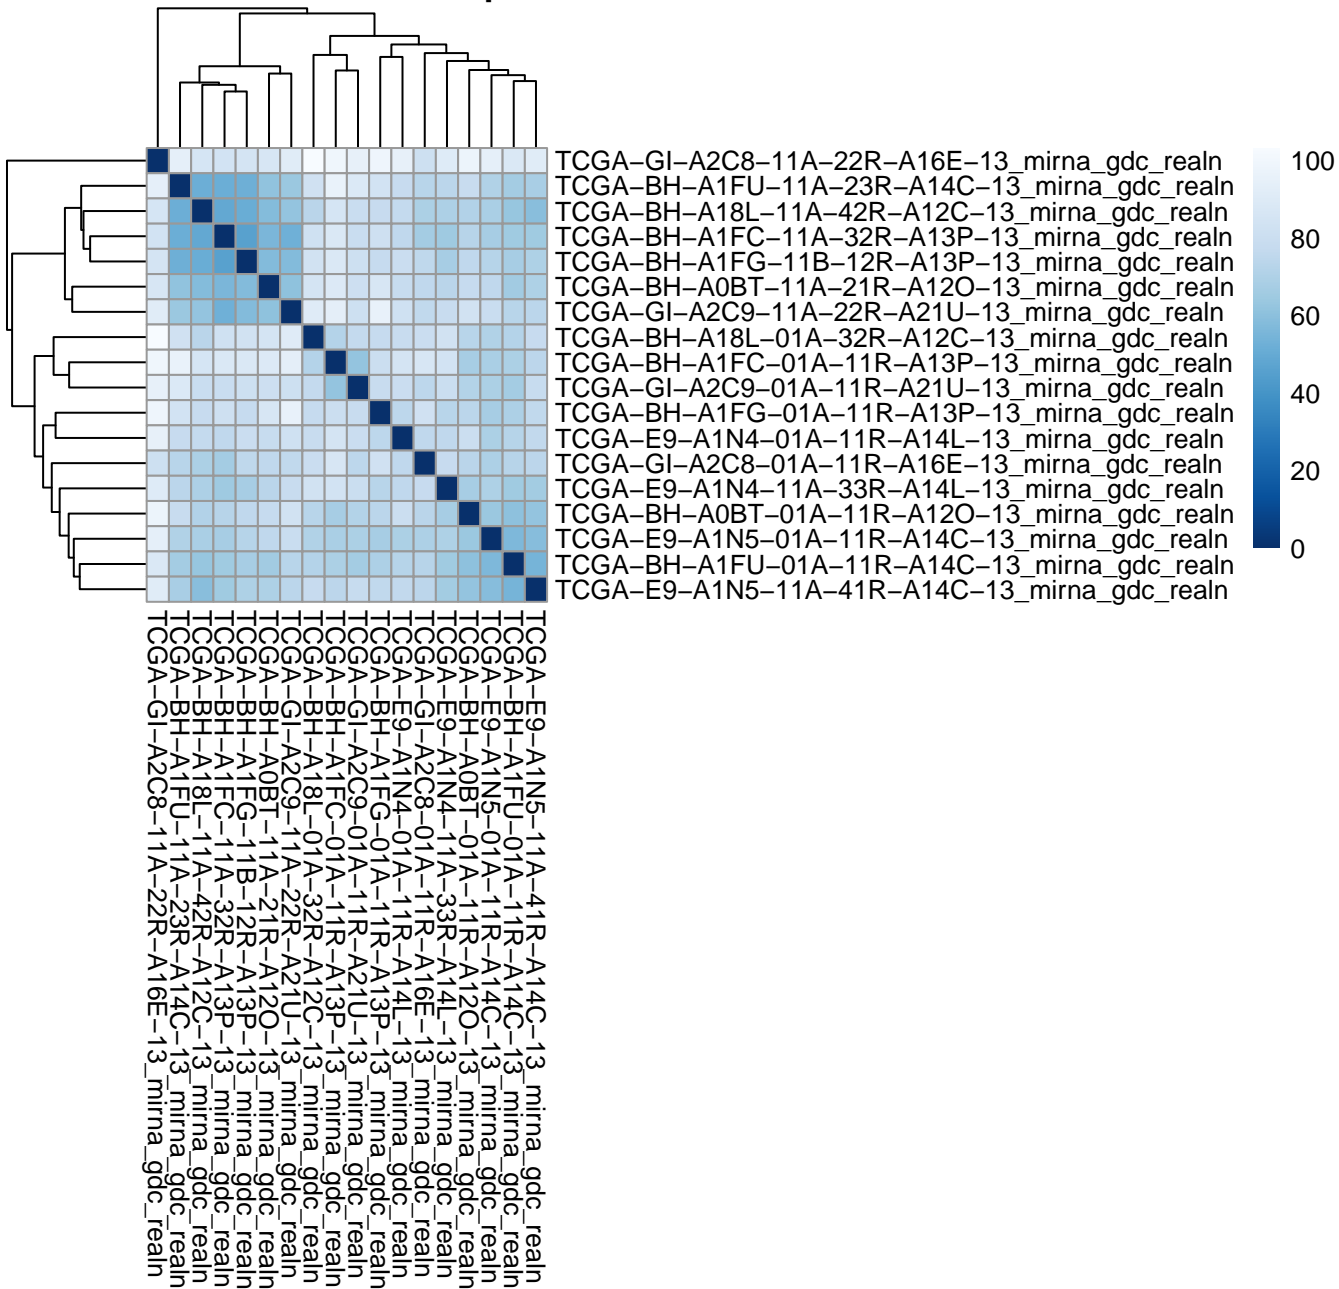 TCGA−GI−A2C8−11A−22R−A16E−13_mirna_gdc_realn
TCGA−BH−A1FU−11A−23R−A14C−13_mirna_gdc_realn
TCGA−BH−A18L−11A−42R−A12C−13_mirna_gdc_realn
TCGA−BH−A1FC−11A−32R−A13P−13_mirna_gdc_realn
TCGA−BH−A1FG−11B−12R−A13P−13_mirna_gdc_realn
TCGA−BH−A0BT−11A−21R−A12O−13_mirna_gdc_realn
TCGA−GI−A2C9−11A−22R−A21U−13_mirna_gdc_realn
TCGA−BH−A18L−01A−32R−A12C−13_mirna_gdc_realn
TCGA−BH−A1FC−01A−11R−A13P−13_mirna_gdc_realn
TCGA−GI−A2C9−01A−11R−A21U−13_mirna_gdc_realn
TCGA−BH−A1FG−01A−11R−A13P−13_mirna_gdc_realn
TCGA−E9−A1N4−01A−11R−A14L−13_mirna_gdc_realn
TCGA−GI−A2C8−01A−11R−A16E−13_mirna_gdc_realn
TCGA−E9−A1N4−11A−33R−A14L−13_mirna_gdc_realn
TCGA−BH−A0BT−01A−11R−A12O−13_mirna_gdc_realn
TCGA−E9−A1N5−01A−11R−A14C−13_mirna_gdc_realn
TCGA−BH−A1FU−01A−11R−A14C−13_mirna_gdc_realn
TCGA−E9−A1N5−11A−41R−A14C−13_mirna_gdc_realn
100
80
60
40
20
0
TCGA−GI−A2C8−11A−22R−A16E−13_mirna_gdc_realn
TCGA−BH−A1FU−11A−23R−A14C−13_mirna_gdc_realn
TCGA−BH−A18L−11A−42R−A12C−13_mirna_gdc_realn
TCGA−BH−A1FC−11A−32R−A13P−13_mirna_gdc_realn
TCGA−BH−A1FG−11B−12R−A13P−13_mirna_gdc_realn
TCGA−BH−A0BT−11A−21R−A12O−13_mirna_gdc_realn
TCGA−GI−A2C9−11A−22R−A21U−13_mirna_gdc_realn
TCGA−BH−A18L−01A−32R−A12C−13_mirna_gdc_realn
TCGA−BH−A1FC−01A−11R−A13P−13_mirna_gdc_realn
TCGA−GI−A2C9−01A−11R−A21U−13_mirna_gdc_realn
TCGA−BH−A1FG−01A−11R−A13P−13_mirna_gdc_realn
TCGA−E9−A1N4−01A−11R−A14L−13_mirna_gdc_realn
TCGA−GI−A2C8−01A−11R−A16E−13_mirna_gdc_realn
TCGA−E9−A1N4−11A−33R−A14L−13_mirna_gdc_realn
TCGA−BH−A0BT−01A−11R−A12O−13_mirna_gdc_realn
TCGA−E9−A1N5−01A−11R−A14C−13_mirna_gdc_realn
TCGA−BH−A1FU−01A−11R−A14C−13_mirna_gdc_realn
TCGA−E9−A1N5−11A−41R−A14C−13_mirna_gdc_realn